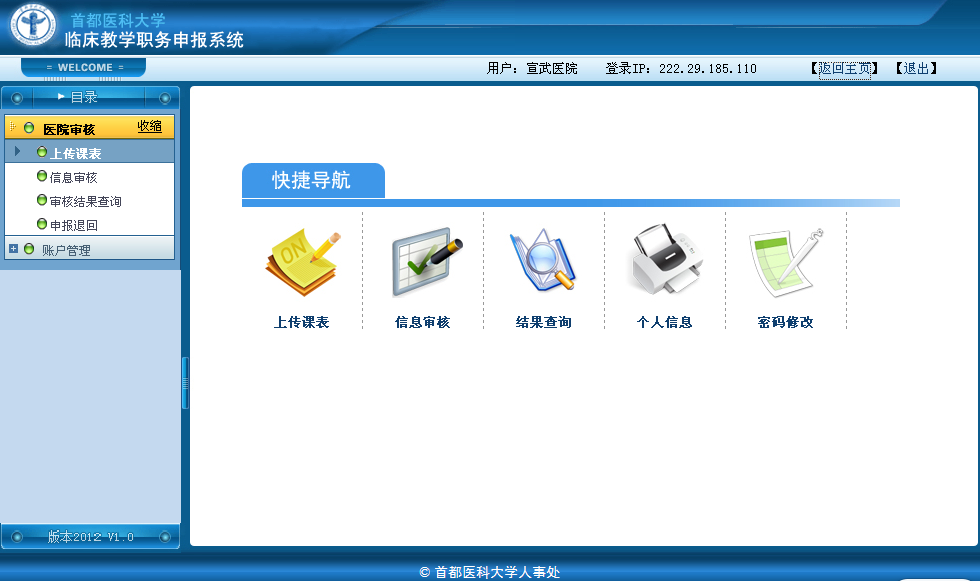 首都医科大学
临床教学职务申报系统
= WELCOME =
用户: 宣武医院 登录IP: 222.29.185.110 【返回主页】 【退出】
目录
医院审核 收缩
上传课表
信息审核
审核结果查询
申报退回
账户管理
快捷导航
ON
上传课表 信息审核 结果查询 个人信息 密码修改
版本2012 V1.0
© 首都医科大学人事处